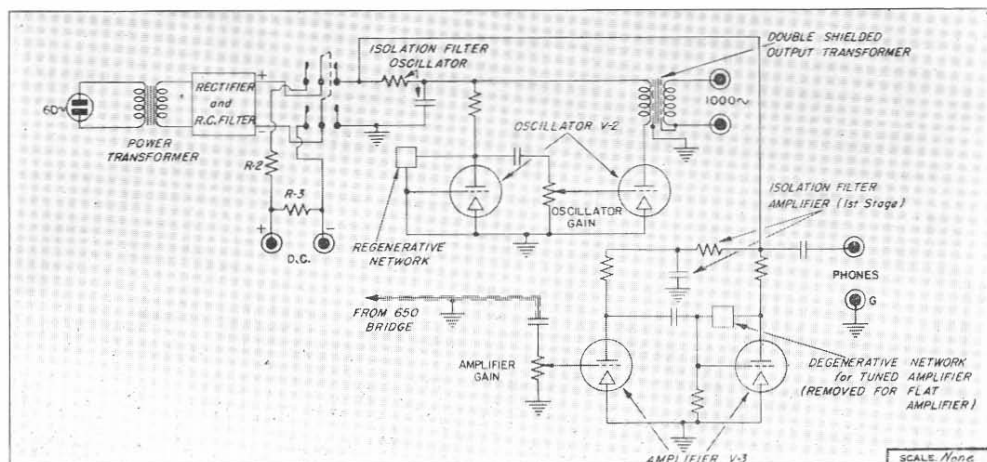 DOUBLE SHIELDED
OUTPUT TRANSFORMER
ISOLATION FILTER
OSCILLATOR
60~
RECTIFIER
and
R.C. FILTER
+
−
POWER
TRANSFORMER
1000~
OSCILLATOR V-2
R-2
R-3
+
−
D.C.
REGENERATIVE
NETWORK
OSCILLATOR
GAIN
ISOLATION FILTER
AMPLIFIER (1st Stage)
PHONES
G
FROM 650
BRIDGE
AMPLIFIER
GAIN
DEGENERATIVE NETWORK
for TUNED AMPLIFIER
(REMOVED FOR FLAT
AMPLIFIER)
AMPLIFIER V-3
SCALE None